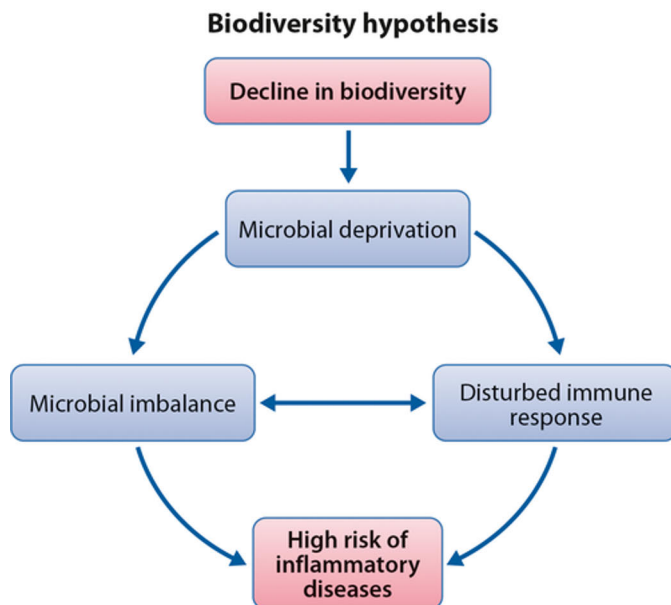 Biodiversity hypothesis
Decline in biodiversity
Microbial deprivation
Microbial imbalance
Disturbed immune
response
High risk of
inflammatory
diseases